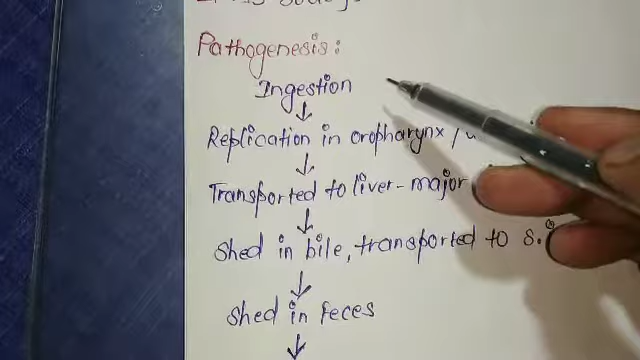 Pathogenesis:
Ingestion
↓
Replication in oropharynx /
↓
Transported to liver - major
↓
Shed in bile, transported to s.i
↓
Shed in feces
↓